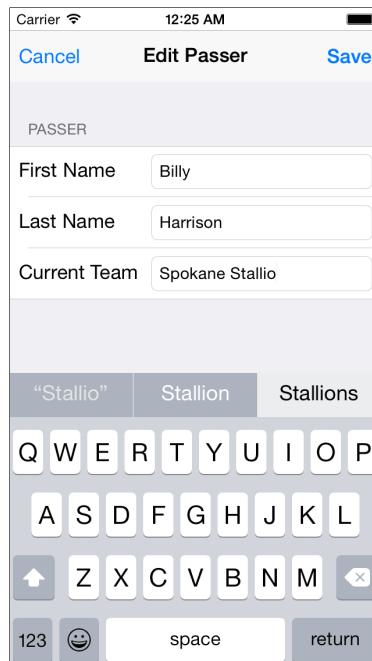 Carrier 12:25 AM
Cancel Edit Passer Save
PASSER
First Name Billy
Last Name Harrison
Current Team Spokane Stallio
“Stallio” Stallion Stallions
Q W E R T Y U I O P
A S D F G H J K L
Z X C V B N M
123 space return